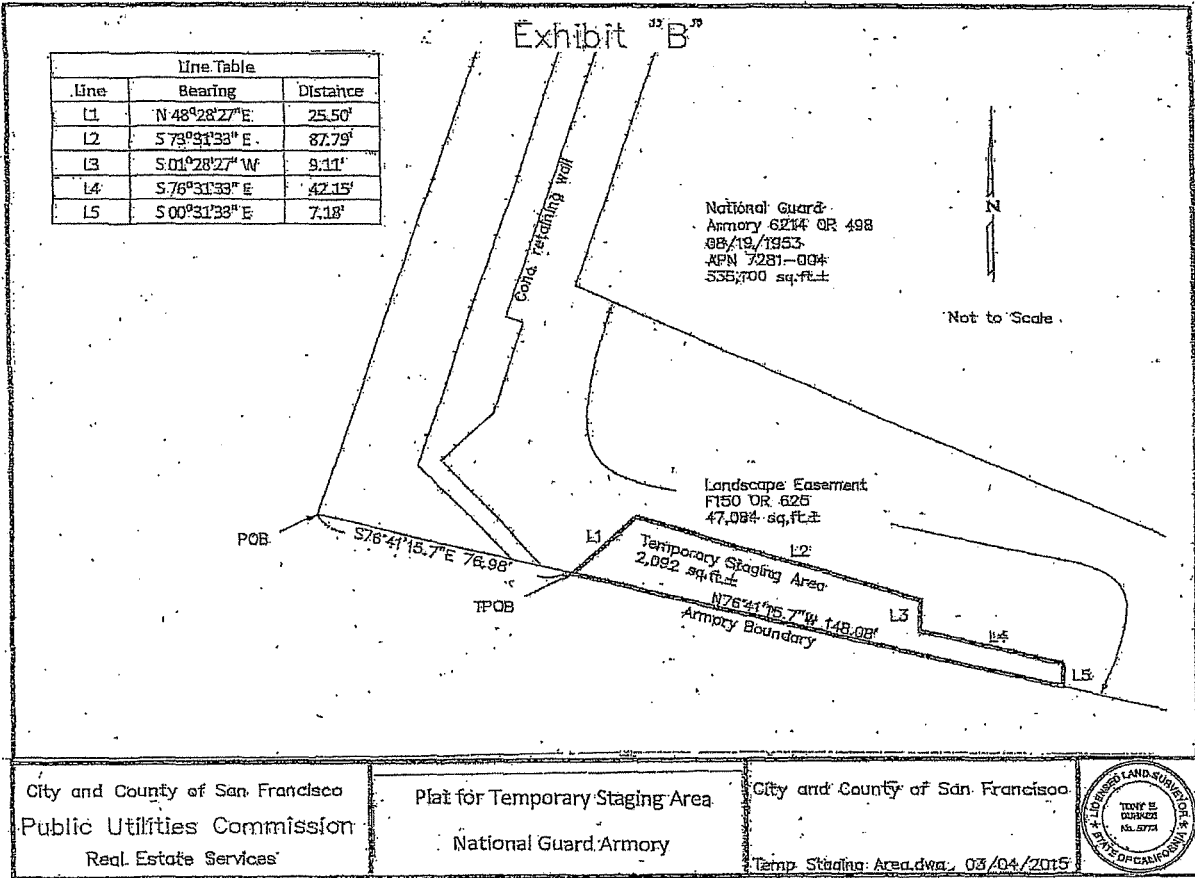 Exhibit "B"
Line Table
Line Bearing Distance
L1 N 48°28'27" E 25.50'
L2 S 73°31'33" E 87.79'
L3 S 01°28'27" W 9.11'
L4 S 76°31'33" E 42.15'
L5 S 00°31'33" E 7.18'
Conc. retaining wall
National Guard
Armory 6214 OR 498
08/19/1953
APN 7281-004
535,700 sq.ft.±
N
Not to Scale
Landscape Easement
F150 OR 626
47,084 sq.ft.±
POB
S76°41'15.7"E 76.98'
TPOB
L1
Temporary Staging Area
2,092 sq.ft.±
L2
N76°41'15.7"W 148.08'
Armory Boundary
L3
L4
L5
City and County of San Francisco
Public Utilities Commission
Real Estate Services
Plat for Temporary Staging Area
National Guard Armory
City and County of San Francisco
Temp Staging Area.dwg, 03/04/2015
LICENSED LAND SURVEYOR
TONY E.
No. 5773
STATE OF CALIFORNIA